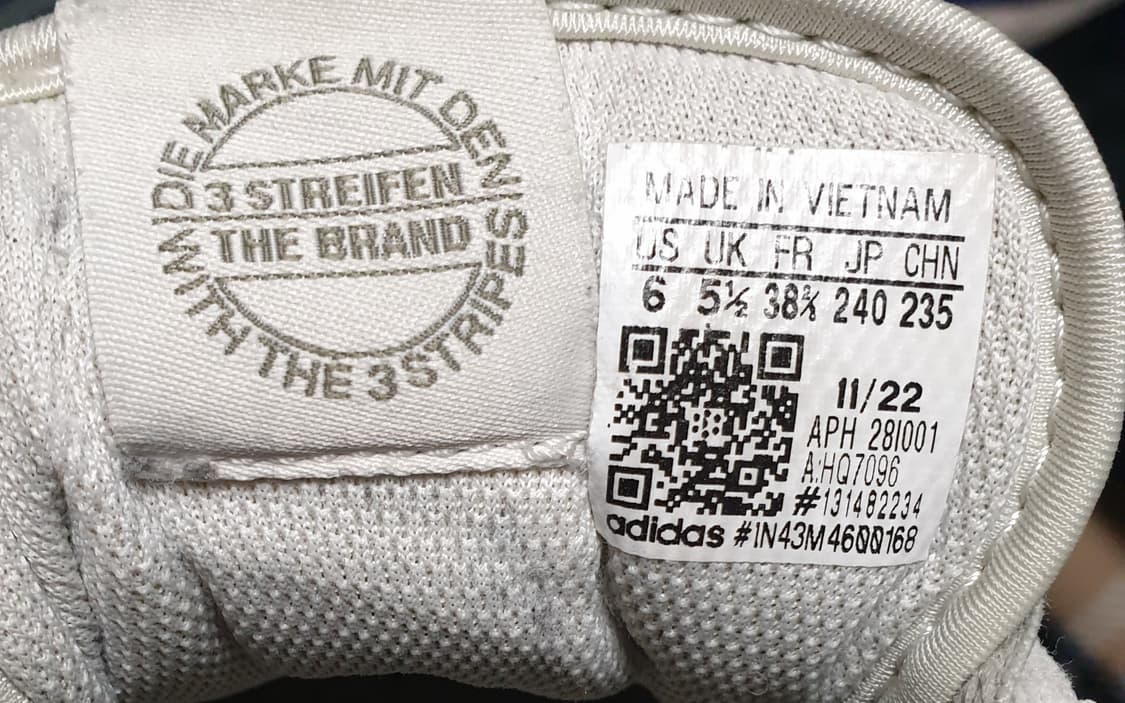 DIE MARKE MIT DEN
3 STREIFEN
THE BRAND
WITH THE 3 STRIPES
MADE IN VIETNAM
US UK FR JP CHN
6 5½ 38⅔ 240 235
11/22
APH 281001
A:HQ7096
#131482234
adidas #1N43M4600168